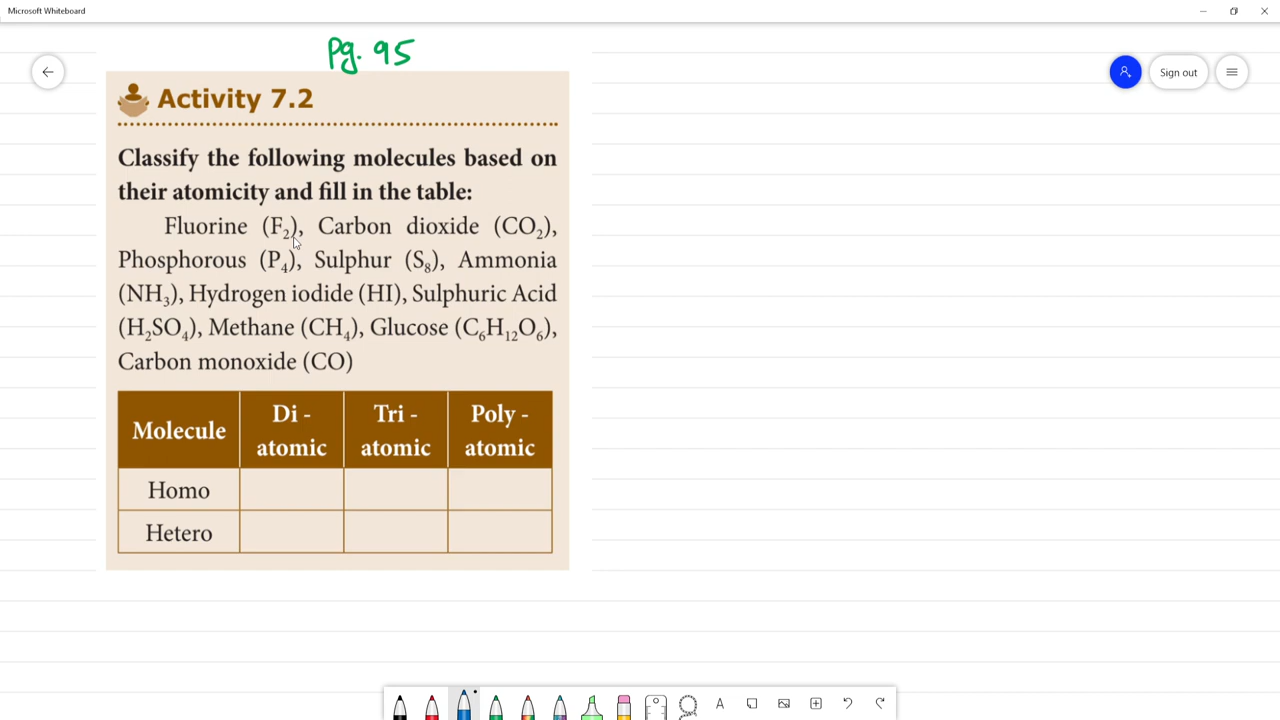 Microsoft Whiteboard
Pg. 95
Sign out
Activity 7.2
Classify the following molecules based on
their atomicity and fill in the table:
Fluorine (F₂), Carbon dioxide (CO₂),
Phosphorous (P₄), Sulphur (S₈), Ammonia
(NH₃), Hydrogen iodide (HI), Sulphuric Acid
(H₂SO₄), Methane (CH₄), Glucose (C₆H₁₂O₆),
Carbon monoxide (CO)
Molecule Di - atomic Tri - atomic Poly - atomic
Homo
Hetero
A